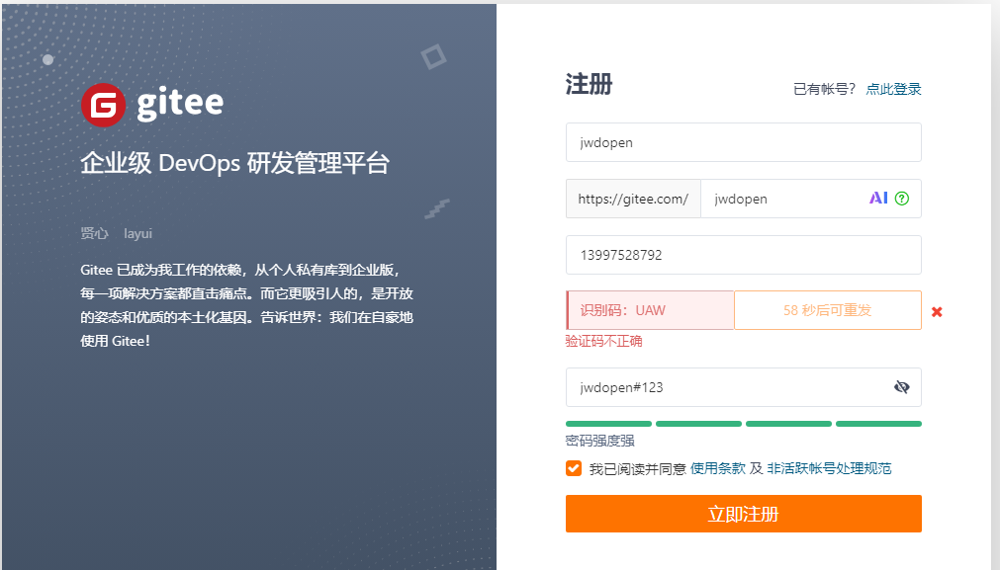 gitee
企业级 DevOps 研发管理平台
贤心 layui
Gitee 已成为我工作的依赖，从个人私有库到企业版，
每一项解决方案都直击痛点。而它更吸引人的，是开放
的姿态和优质的本土化基因。告诉世界：我们在自豪地
使用 Gitee！
注册
已有帐号？ 点此登录
jwdopen
https://gitee.com/ jwdopen AI ?
13997528792
识别码：UAW 58 秒后可重发
验证码不正确
jwdopen#123
密码强度强
我已阅读并同意 使用条款 及 非活跃帐号处理规范
立即注册